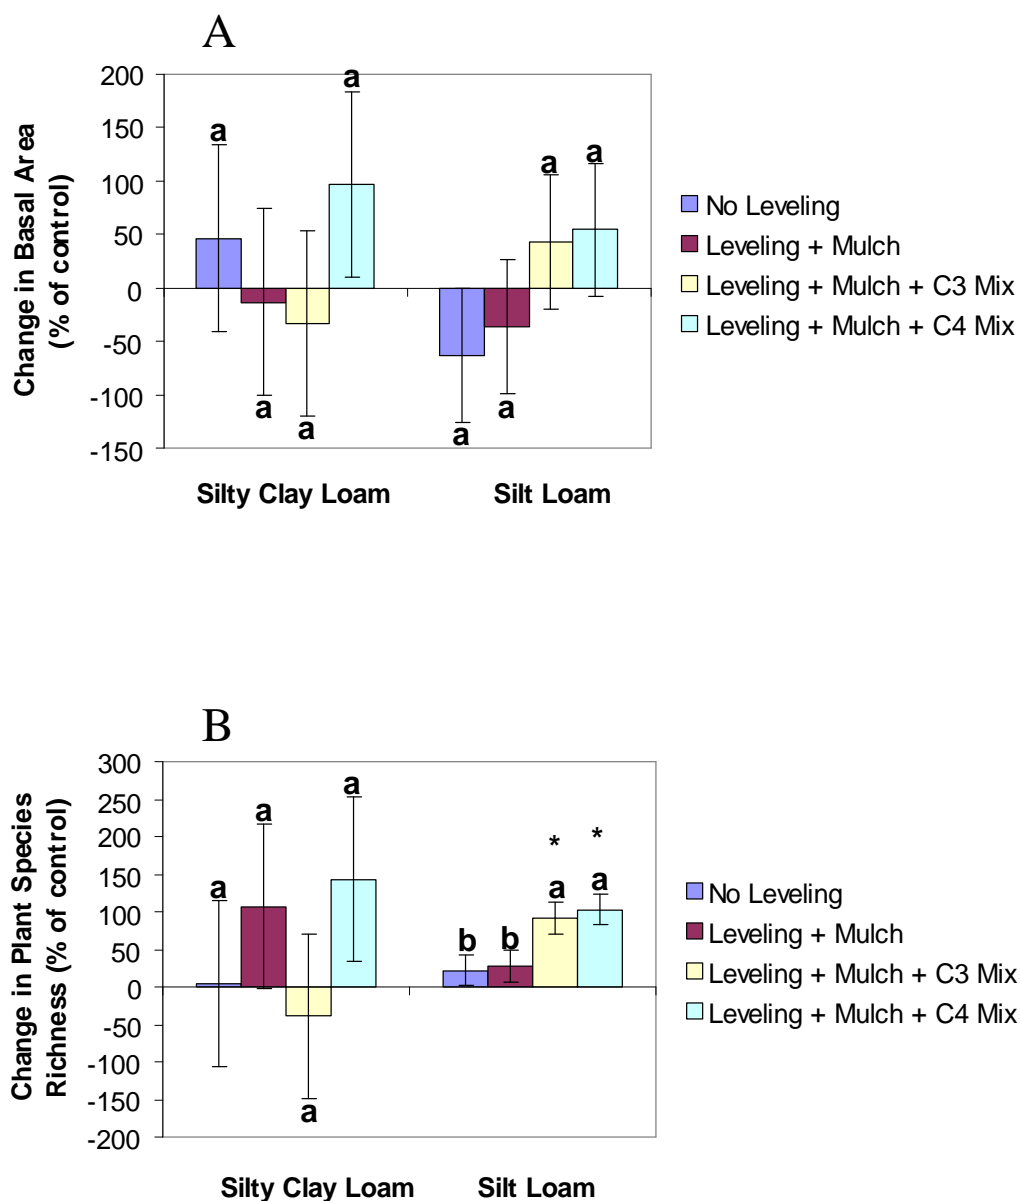 A
200
150
100
50
0
-50
-100
-150
Change in Basal Area
(% of control)
a
a
a
a
a
a
a
a
Silty Clay Loam
Silt Loam
No Leveling
Leveling + Mulch
Leveling + Mulch + C3 Mix
Leveling + Mulch + C4 Mix
B
300
250
200
150
100
50
0
-50
-100
-150
-200
Change in Plant Species
Richness (% of control)
a
a
a
a
b
b
*
a
*
a
Silty Clay Loam
Silt Loam
No Leveling
Leveling + Mulch
Leveling + Mulch + C3 Mix
Leveling + Mulch + C4 Mix